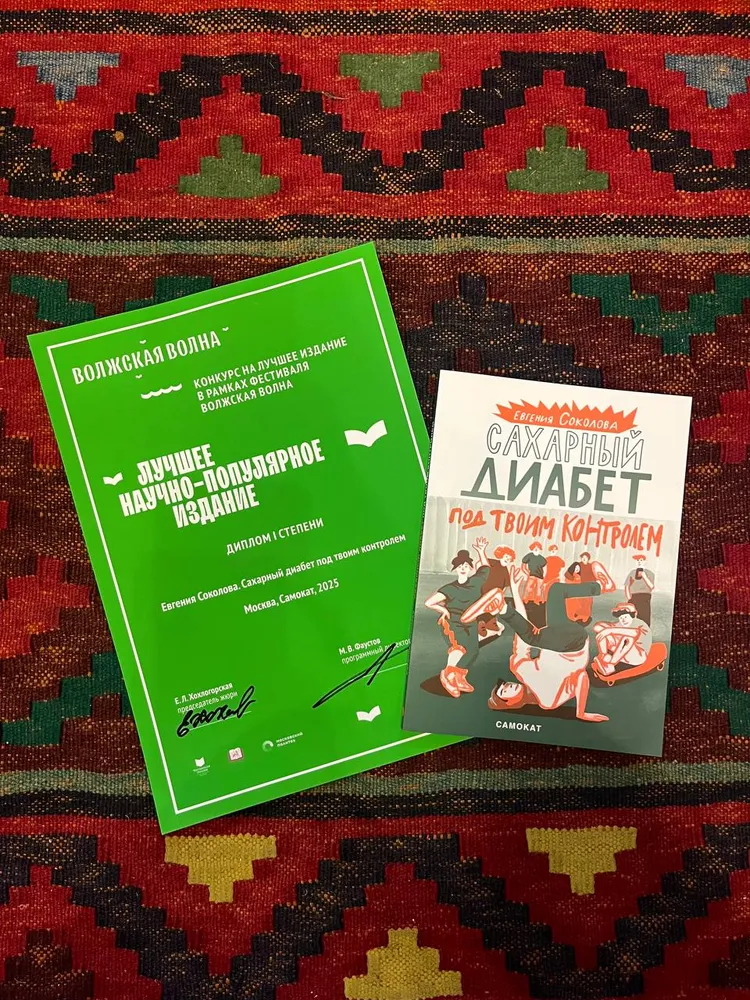 ВОЛЖСКАЯ ВОЛНА
КОНКУРС НА ЛУЧШЕЕ ИЗДАНИЕ
В РАМКАХ ФЕСТИВАЛЯ
ВОЛЖСКАЯ ВОЛНА
ЛУЧШЕЕ
НАУЧНО-ПОПУЛЯРНОЕ
ИЗДАНИЕ
ДИПЛОМ I СТЕПЕНИ
Евгения Соколова. Сахарный диабет под твоим контролем
Москва, Самокат, 2025
М. В. Фаустов
программный директор
Е. Л. Хохлогорская
председатель жюри
ЕВГЕНИЯ СОКОЛОВА
САХАРНЫЙ
ДИАБЕТ
ПОД ТВОИМ КОНТРОЛЕМ
САМОКАТ